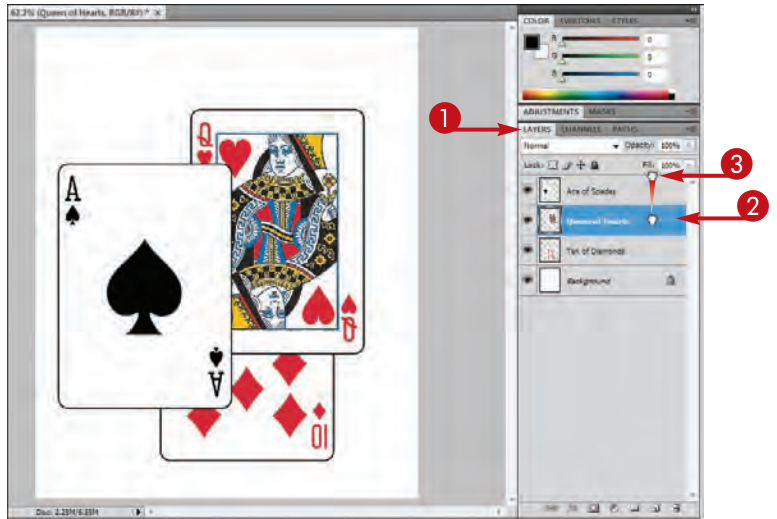 62.3% (Queen of Hearts, RGB/8#) * ×
COLOR SWATCHES STYLES
R 0
G 0
B 0
ADJUSTMENTS MASKS
1
LAYERS CHANNELS PATHS
Normal Opacity: 100%
Lock: Fill: 100%
3
Ace of Spades
2
Queen of Hearts
Ten of Diamonds
Background
Q
A
A
Q
10
Doc: 2.25M/6.55M